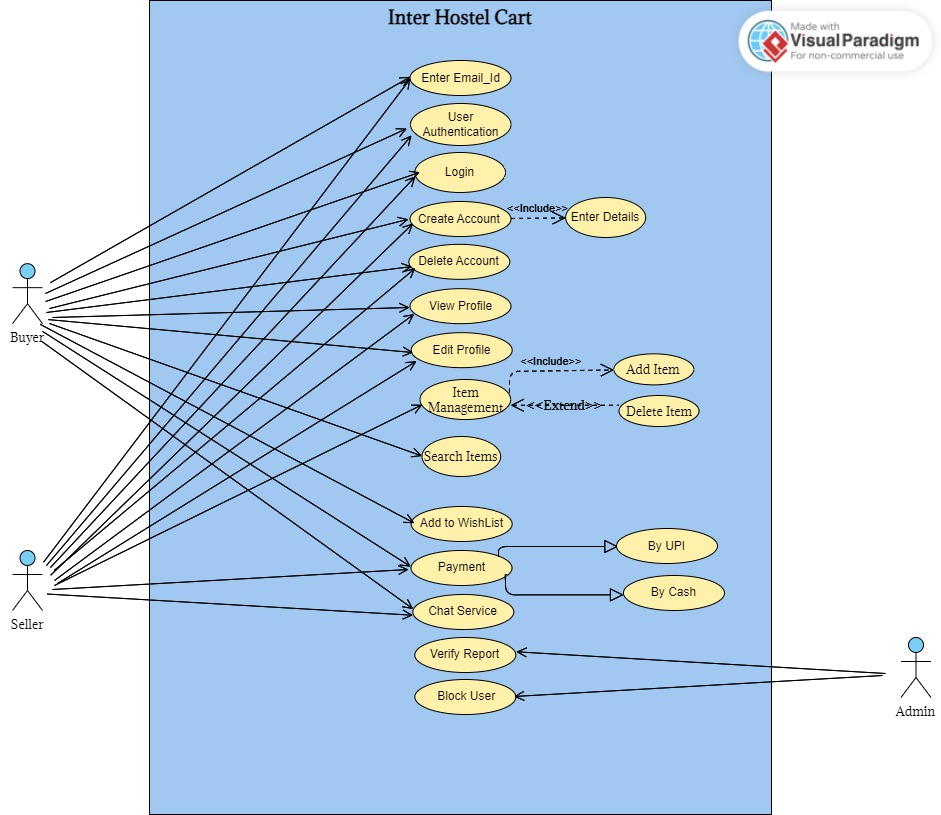 Inter Hostel Cart
Made with
Visual Paradigm
For non-commercial use
Enter Email_Id
User
Authentication
Login
Create Account
<<Include>>
Enter Details
Delete Account
View Profile
Buyer
Edit Profile
<<Include>>
Add Item
Item
Management
<<Extend>>
Delete Item
Search Items
Add to WishList
By UPI
Payment
By Cash
Chat Service
Seller
Verify Report
Block User
Admin